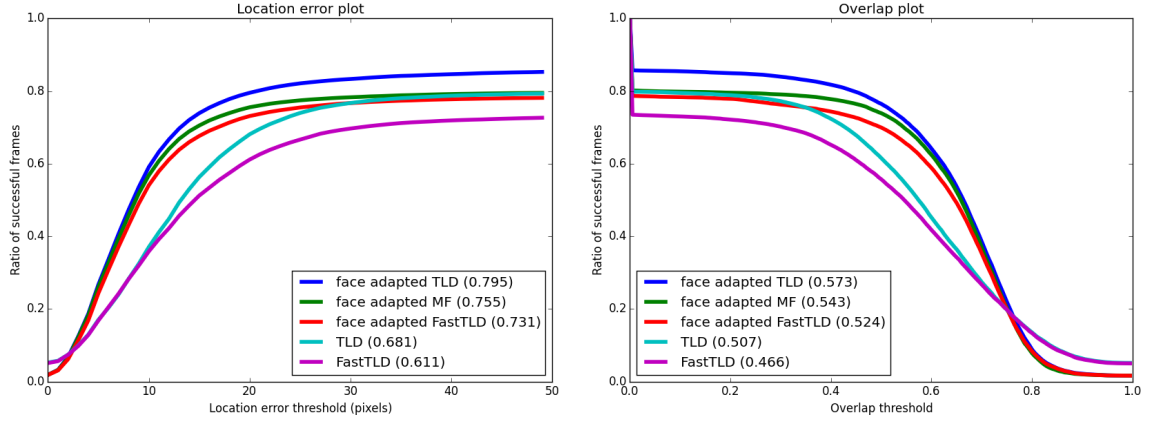 Location error plot
Ratio of successful frames
1.0
0.8
0.6
0.4
0.2
0.0
face adapted TLD (0.795)
face adapted MF (0.755)
face adapted FastTLD (0.731)
TLD (0.681)
FastTLD (0.611)
0 10 20 30 40 50
Location error threshold (pixels)
Overlap plot
Ratio of successful frames
1.0
0.8
0.6
0.4
0.2
0.0
face adapted TLD (0.573)
face adapted MF (0.543)
face adapted FastTLD (0.524)
TLD (0.507)
FastTLD (0.466)
0.0 0.2 0.4 0.6 0.8 1.0
Overlap threshold